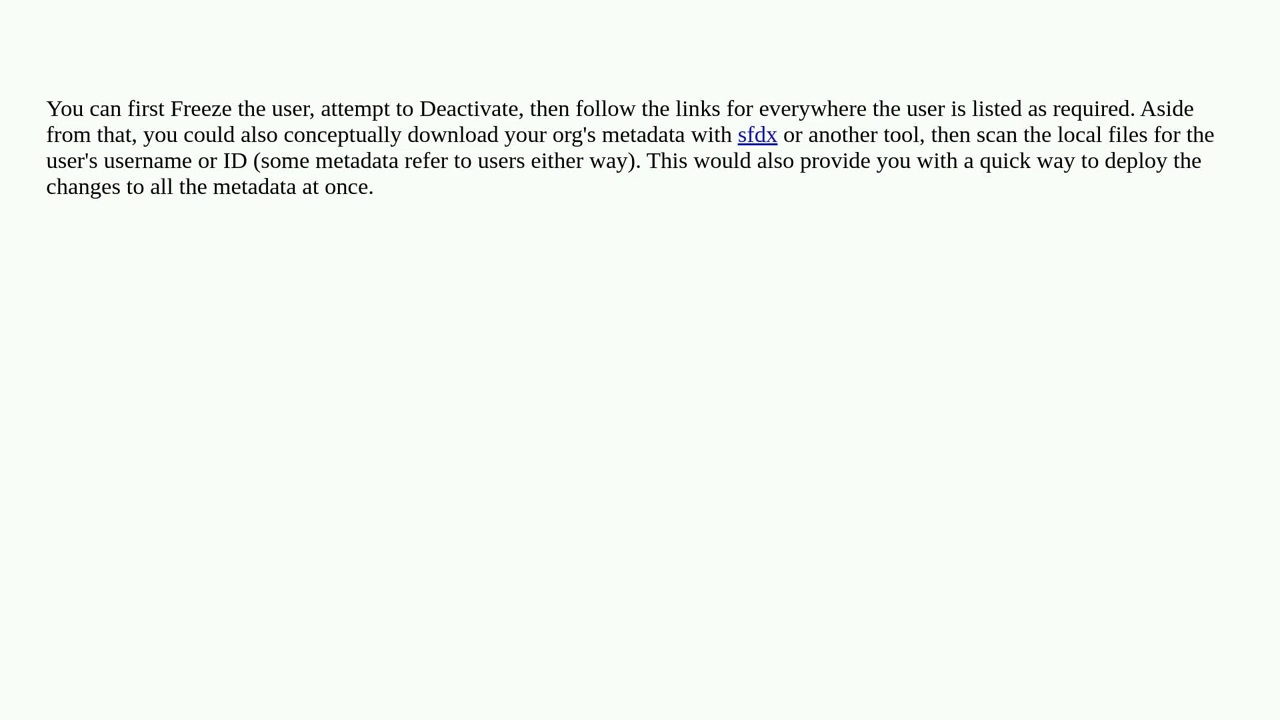 You can first Freeze the user, attempt to Deactivate, then follow the links for everywhere the user is listed as required. Aside
from that, you could also conceptually download your org's metadata with sfdx or another tool, then scan the local files for the
user's username or ID (some metadata refer to users either way). This would also provide you with a quick way to deploy the
changes to all the metadata at once.